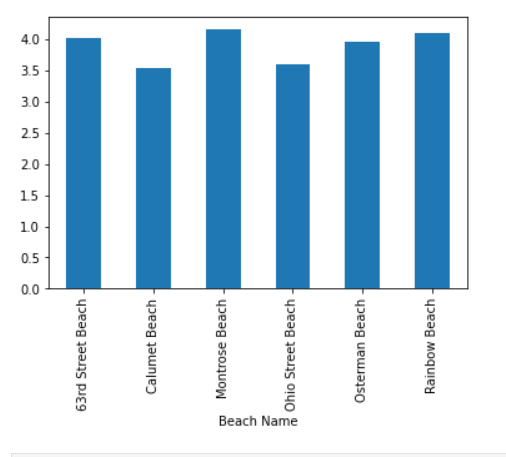 4.0
3.5
3.0
2.5
2.0
1.5
1.0
0.5
0.0
63rd Street Beach
Calumet Beach
Montrose Beach
Ohio Street Beach
Osterman Beach
Rainbow Beach
Beach Name